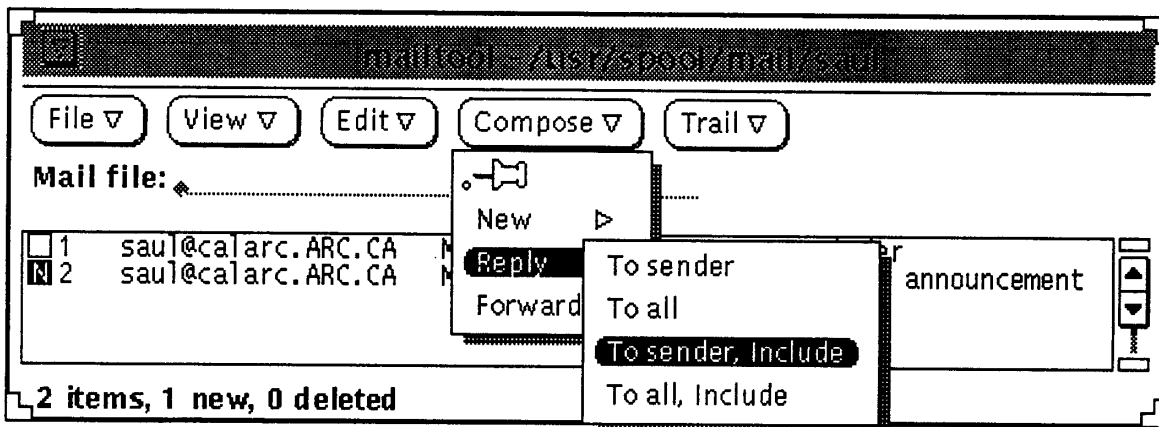 mailtool - /usr/spool/mail/saul
File View Edit Compose Trail
Mail file:
New
1 saul@calarc.ARC.CA
Reply To sender
N 2 saul@calarc.ARC.CA announcement
Forward To all
To sender, Include
To all, Include
2 items, 1 new, 0 deleted